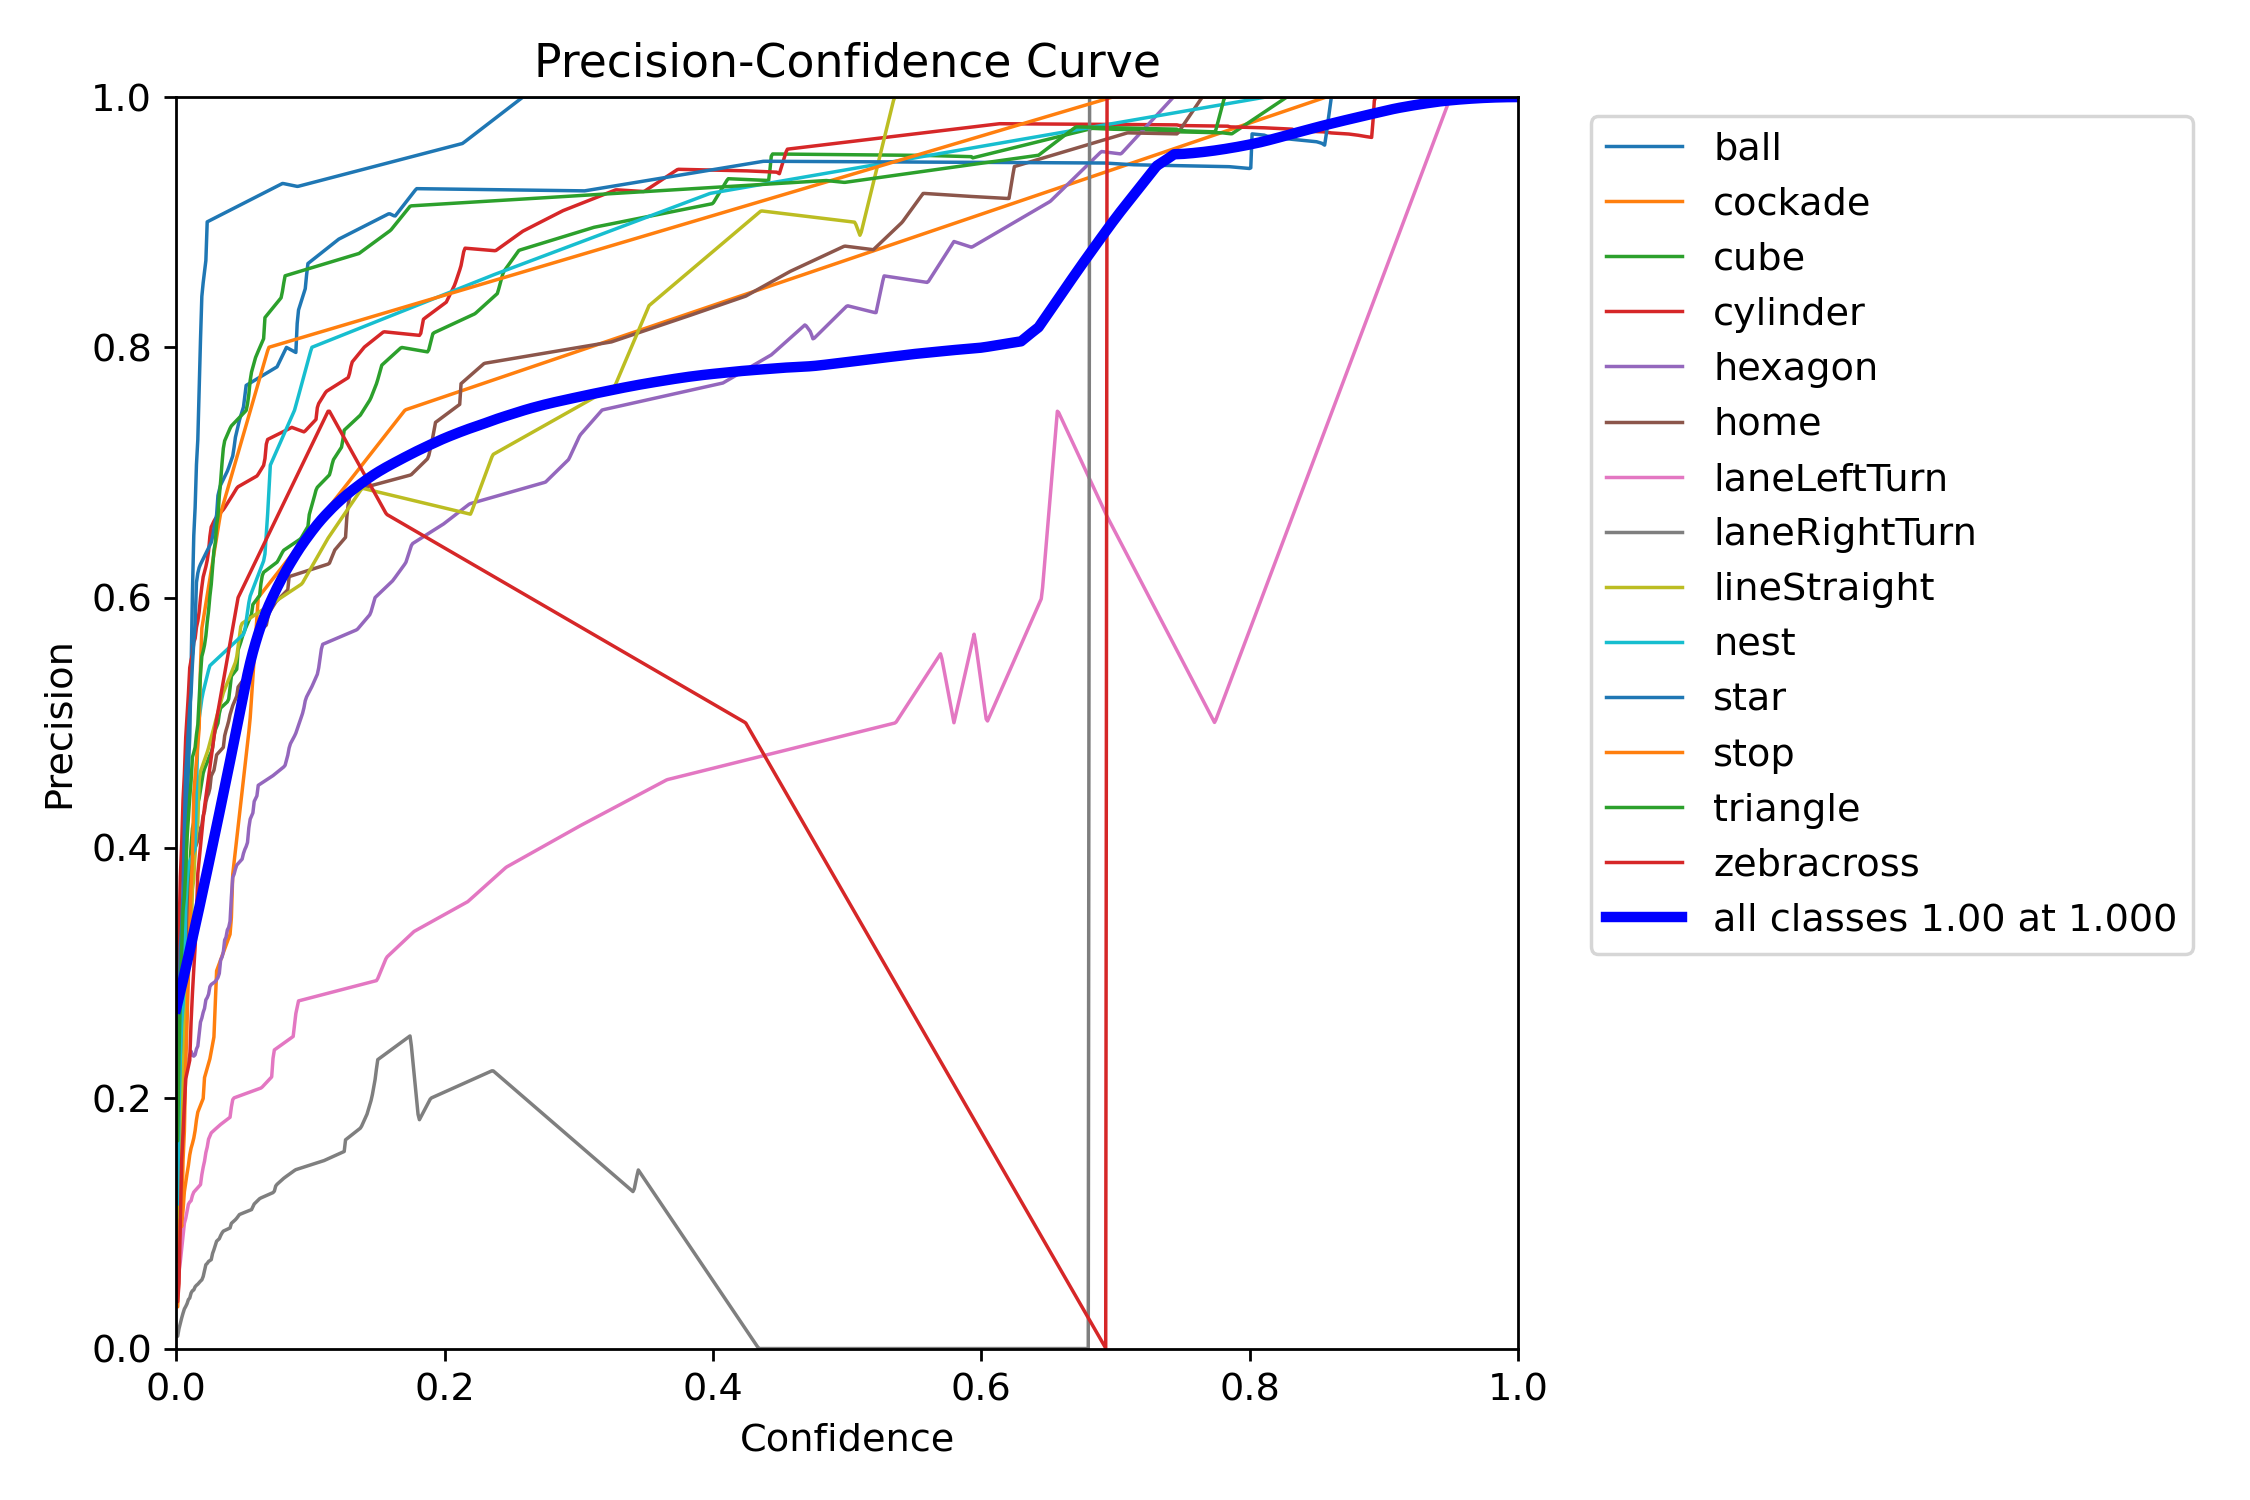 Precision-Confidence Curve
1.0
0.8
0.6
0.4
0.2
0.0
Precision
0.0 0.2 0.4 0.6 0.8 1.0
Confidence
ball
cockade
cube
cylinder
hexagon
home
laneLeftTurn
laneRightTurn
lineStraight
nest
star
stop
triangle
zebracross
all classes 1.00 at 1.000